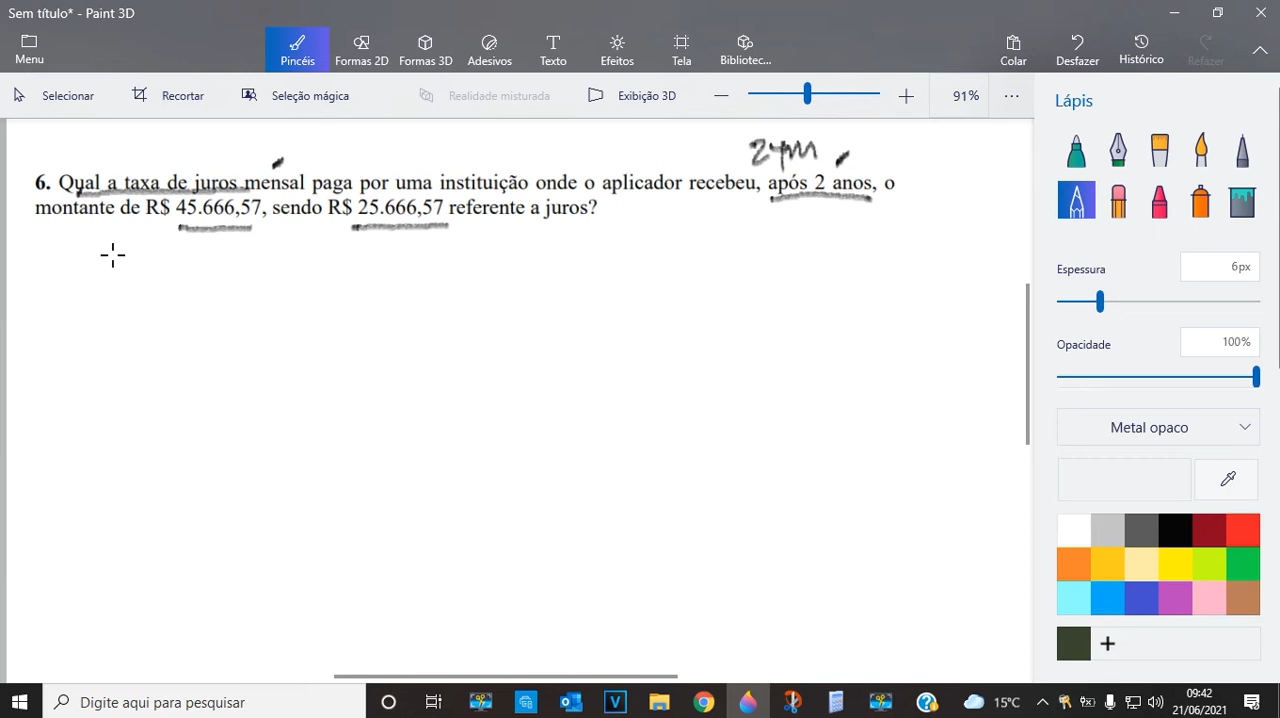 Sem título* - Paint 3D
Menu
Pincéis
Formas 2D
Formas 3D
Adesivos
Texto
Efeitos
Tela
Bibliotec...
Colar
Desfazer
Histórico
Refazer
Selecionar
Recortar
Seleção mágica
Realidade misturada
Exibição 3D
91%
Lápis
24m
6. Qual a taxa de juros mensal paga por uma instituição onde o aplicador recebeu, após 2 anos, o
montante de R$ 45.666,57, sendo R$ 25.666,57 referente a juros?
Espessura
6px
Opacidade
100%
Metal opaco
Digite aqui para pesquisar
15°C
09:42
21/06/2021